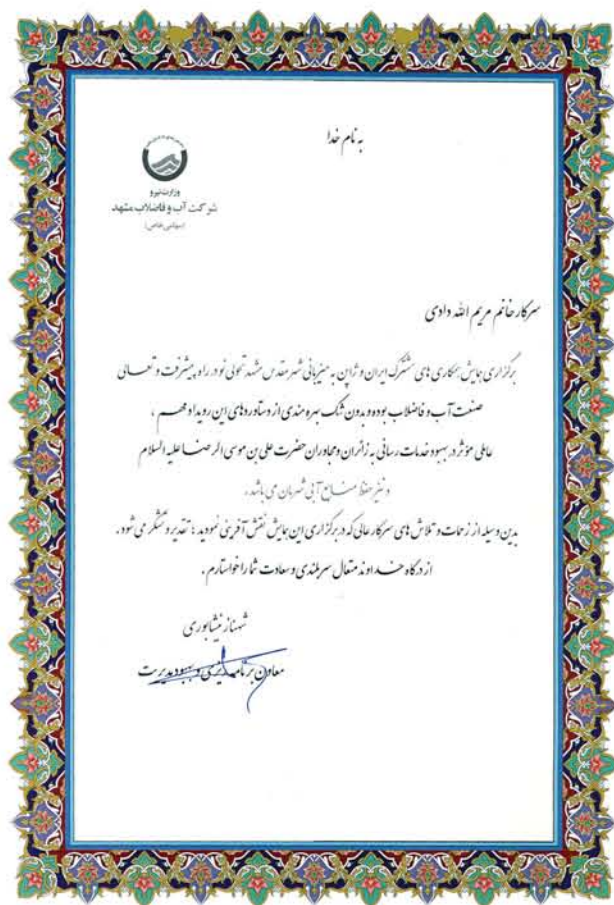 به نام خدا
وزارت نیرو
شرکت آب و فاضلاب مشهد
(سهامی خاص)
سرکار خانم مریم الله دادی
برگزاری همایش همکاری های مشترک ایران و ژاپن به میزبانی شهر مقدس مشهد تحولی نو در راه پیشرفت و تعالی
صنعت آب و فاضلاب بوده و بدون شک بهره مندی از دستاوردهای این رویداد مهم ،
عاملی مؤثر در بهبود خدمات رسانی به زائران و مجاوران حضرت علی بن موسی الرضا علیه السلام
و نیز حفظ منابع آبی شهرمان می باشد .
بدین وسیله از زحمات و تلاش های سرکار عالی که در برگزاری این همایش نقش آفرینی نمودید ؛ تقدیر و تشکر می شود .
از درگاه خداوند متعال سربلندی و سعادت شما را خواستارم .
شهناز نیشابوری
معاون برنامه ریزی و بهبود مدیریت